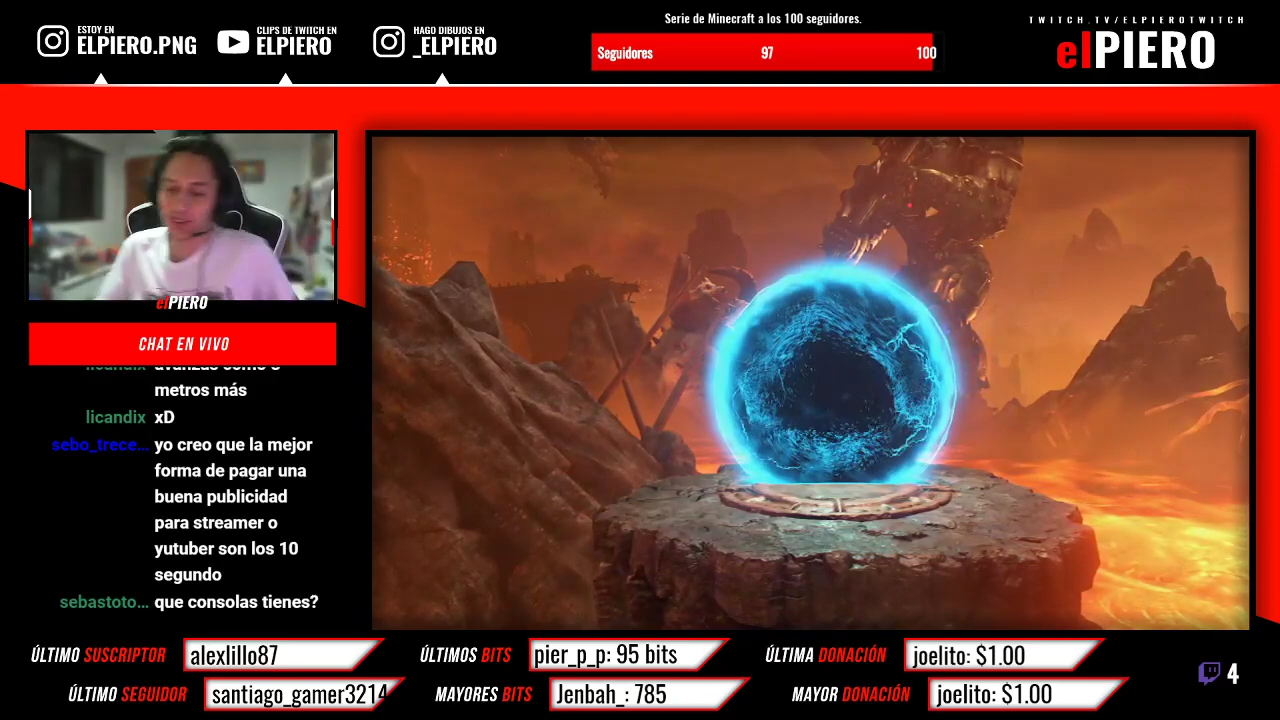 ESTOY EN
ELPIERO.PNG
CLIPS DE TWITCH EN
ELPIERO
HAGO DIBUJOS EN
_ELPIERO
Serie de Minecraft a los 100 seguidores.
Seguidores 97 100
TWITCH.TV/ELPIEROTWITCH
elPIERO
elPIERO
CHAT EN VIVO
metros más
licandix xD
sebo_trece... yo creo que la mejor
forma de pagar una
buena publicidad
para streamer o
yutuber son los 10
segundo
sebastoto... que consolas tienes?
ÚLTIMO SUSCRIPTOR alexlillo87
ÚLTIMOS BITS pier_p_p: 95 bits
ÚLTIMA DONACIÓN joelito: $1.00
4
ÚLTIMO SEGUIDOR santiago_gamer3214
MAYORES BITS Jenbah_: 785
MAYOR DONACIÓN joelito: $1.00